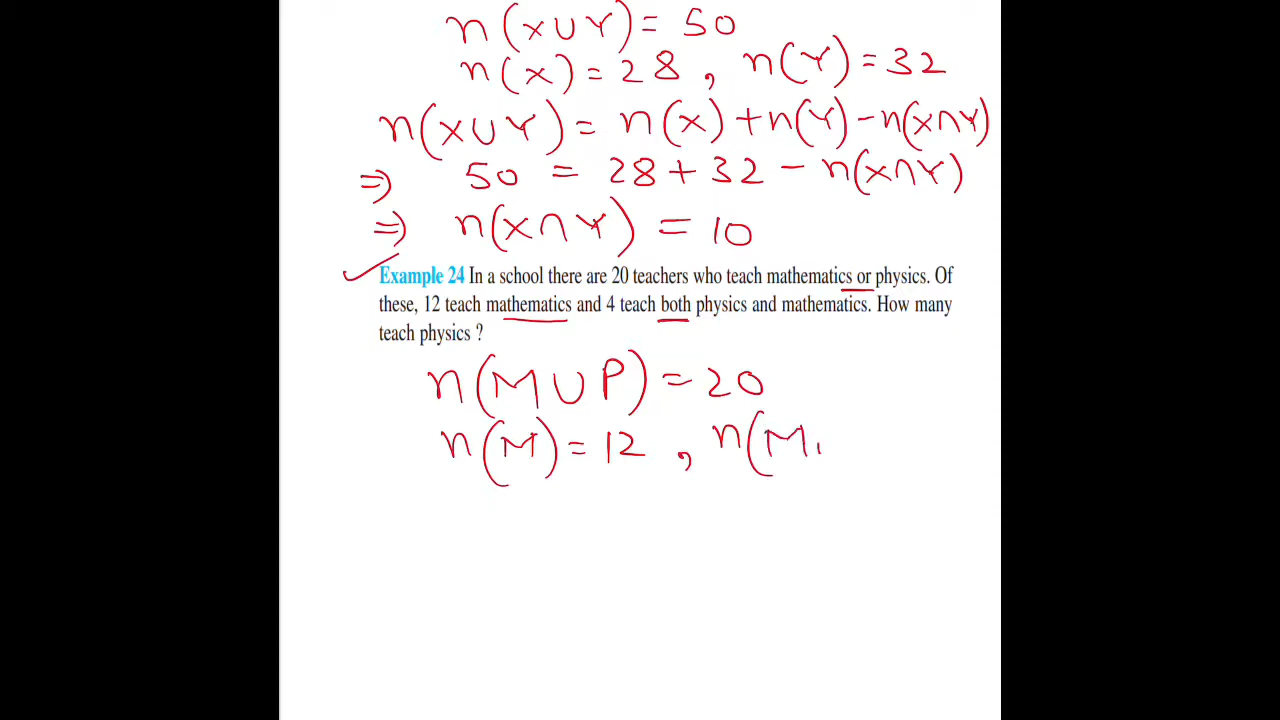 n(X∪Y) = 50
n(X) = 28, n(Y) = 32
n(X∪Y) = n(X) + n(Y) - n(X∩Y)
⇒ 50 = 28 + 32 - n(X∩Y)
⇒ n(X∩Y) = 10
Example 24 In a school there are 20 teachers who teach mathematics or physics. Of
these, 12 teach mathematics and 4 teach both physics and mathematics. How many
teach physics ?
n(M∪P) = 20
n(M) = 12, n(M